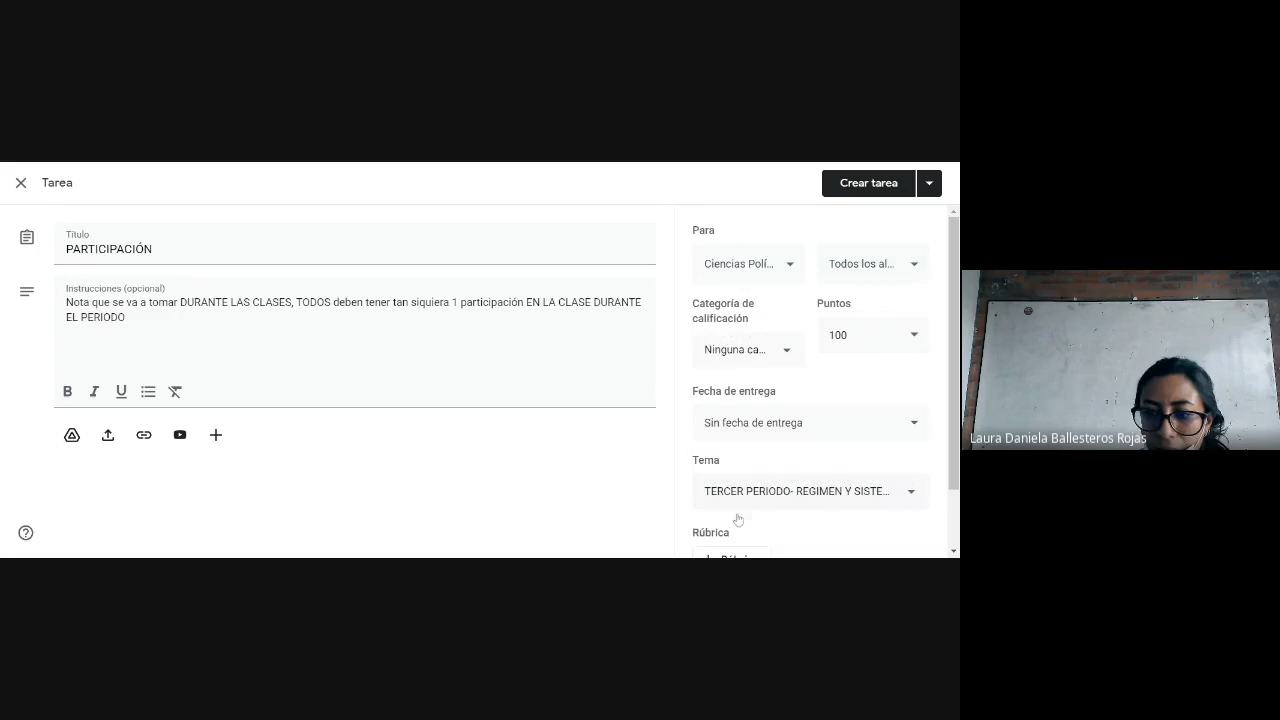 Tarea
Crear tarea
Título
PARTICIPACIÓN
Instrucciones (opcional)
Nota que se va a tomar DURANTE LAS CLASES, TODOS deben tener tan siquiera 1 participación EN LA CLASE DURANTE
EL PERIODO
B I U
Para
Ciencias Polí... Todos los al...
Categoría de
calificación
Puntos
Ninguna ca...
100
Fecha de entrega
Sin fecha de entrega
Tema
TERCER PERIODO- REGIMEN Y SISTE...
Rúbrica
Laura Daniela Ballesteros Rojas